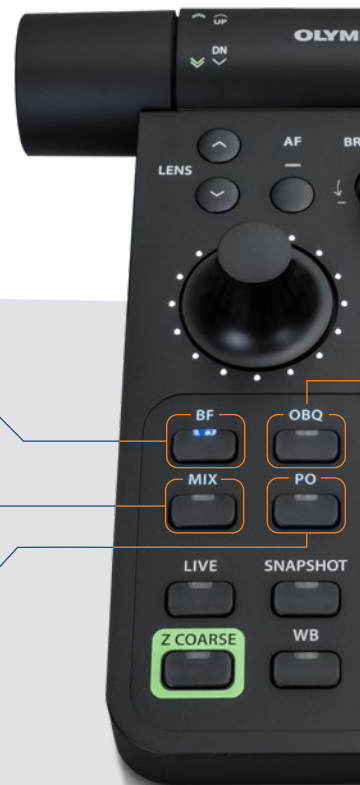 UP
OLYM
DN
AF
BR
LENS
BF
OBQ
MIX
PO
LIVE
SNAPSHOT
Z COARSE
WB